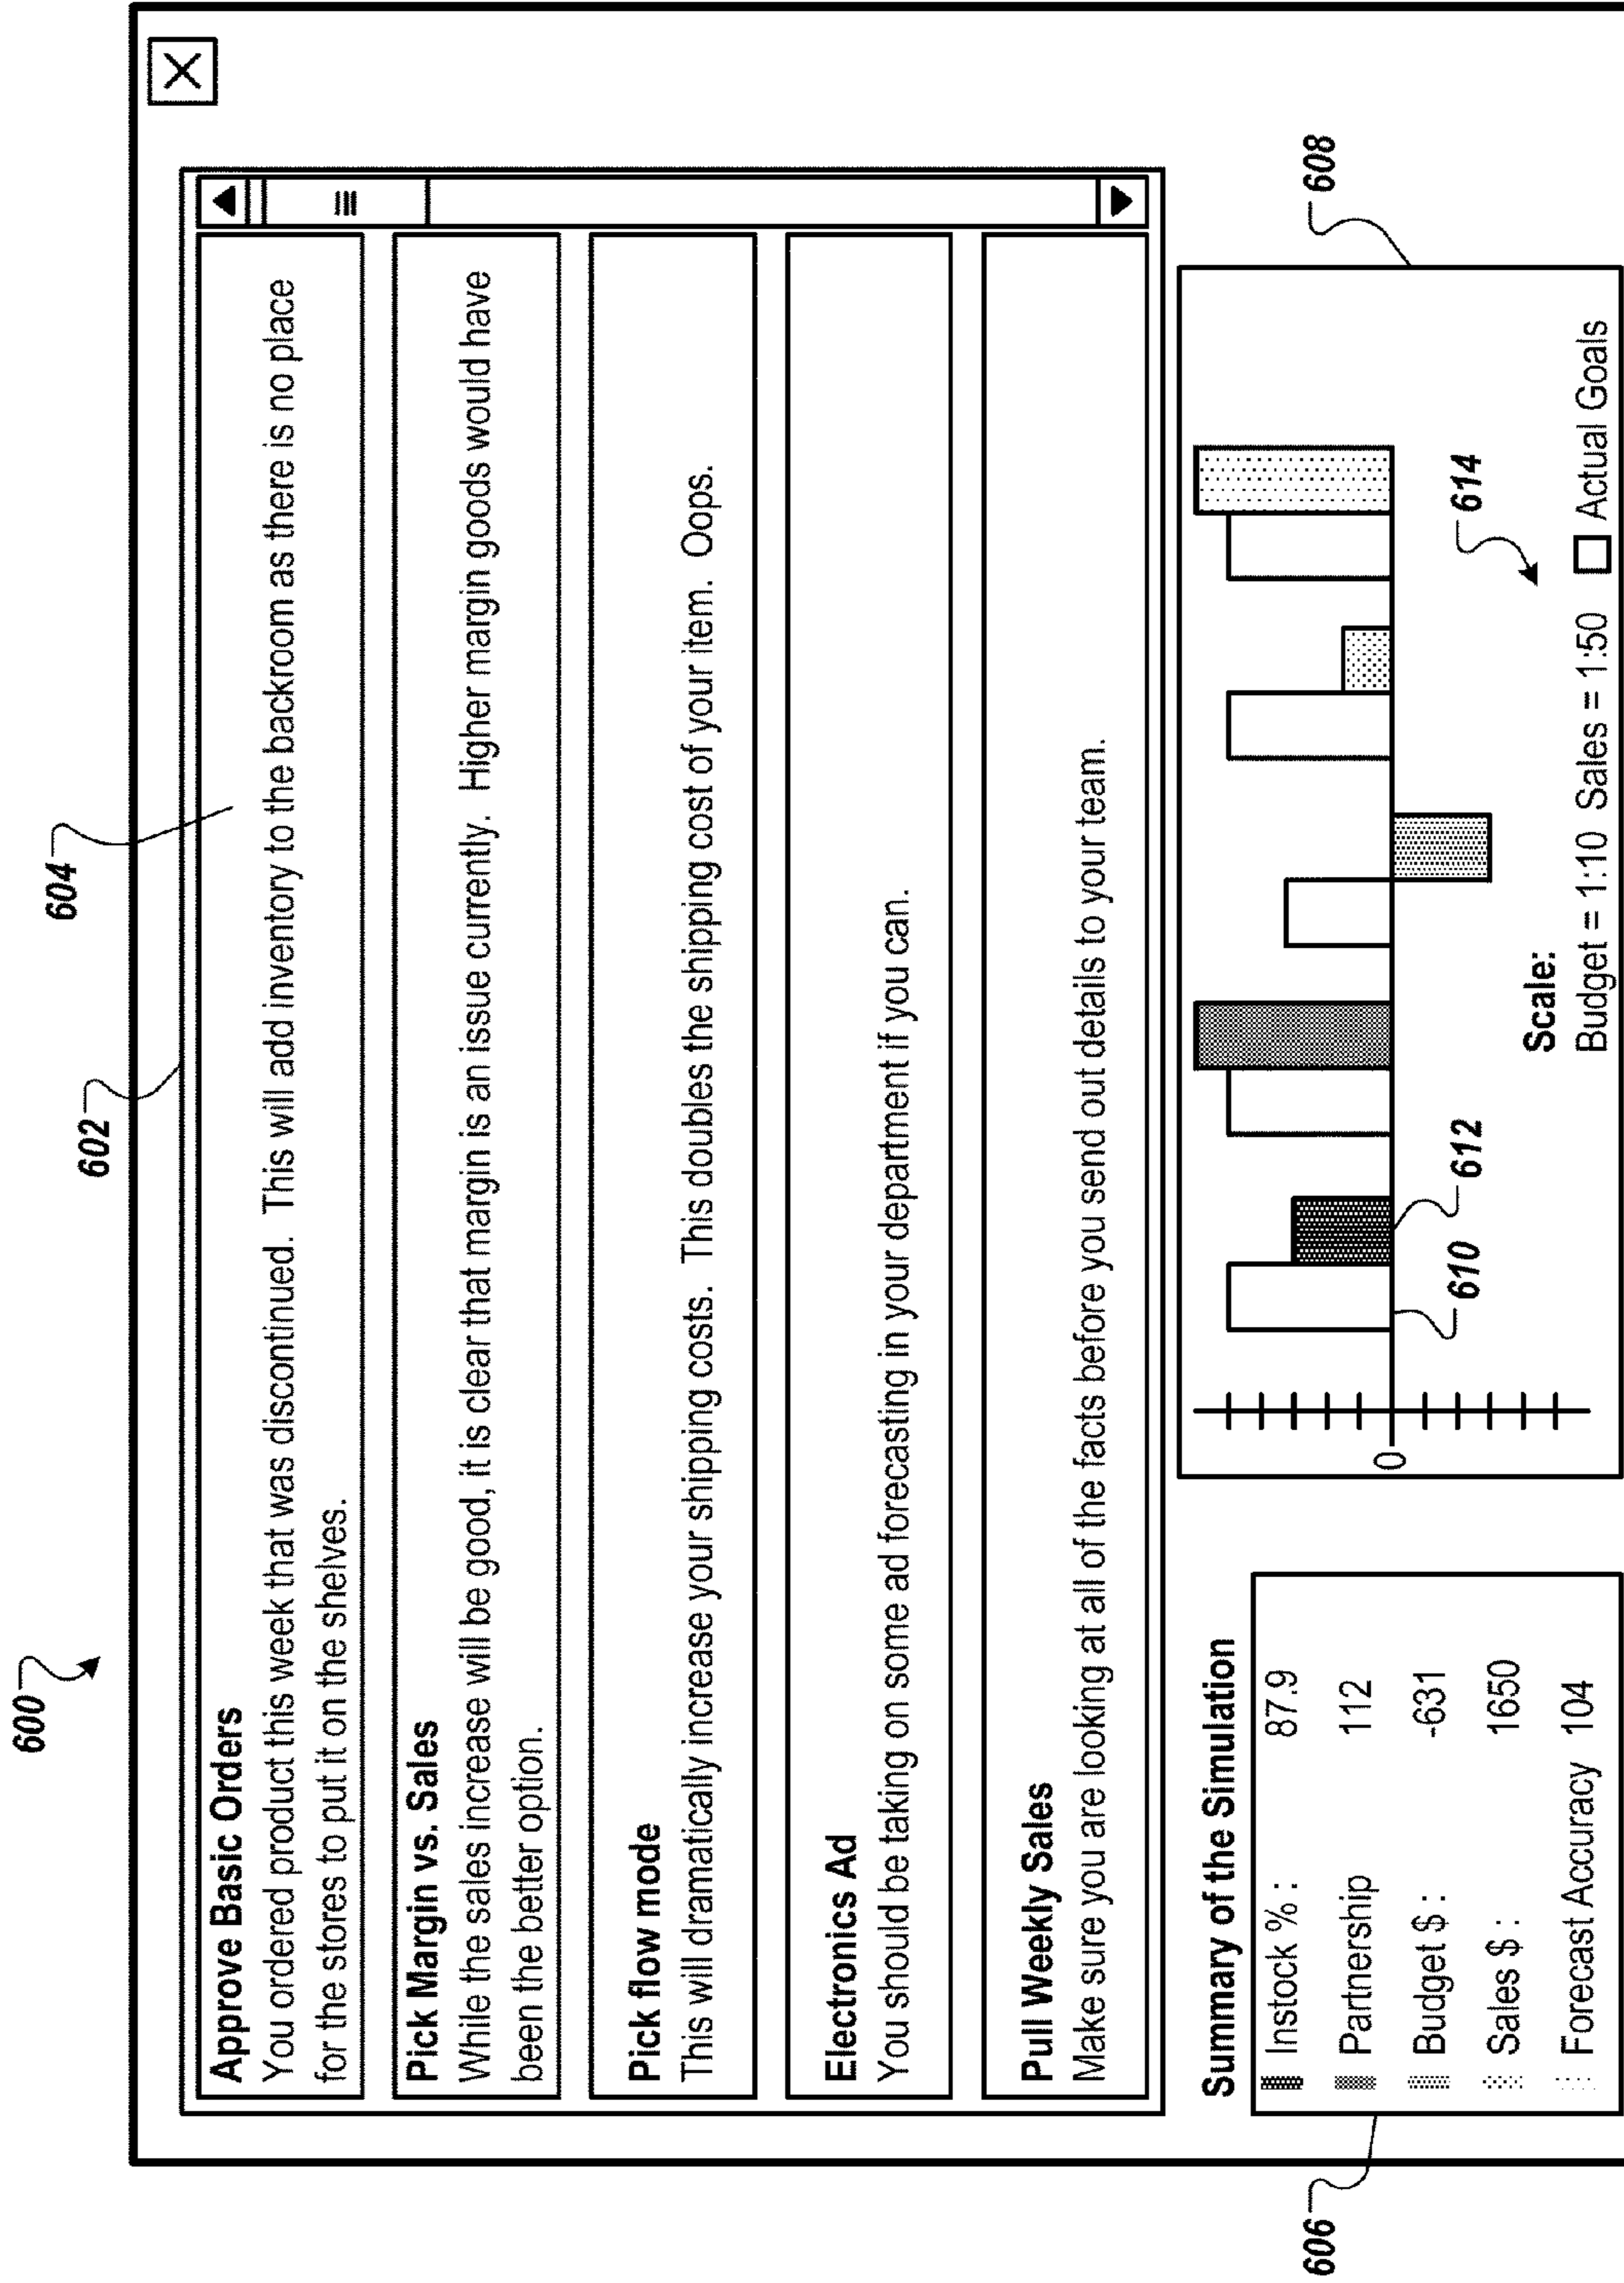 600
602
604
X
Approve Basic Orders
You ordered product this week that was discontinued. This will add inventory to the backroom as there is no place
for the stores to put it on the shelves.
Pick Margin vs. Sales
While the sales increase will be good, it is clear that margin is an issue currently. Higher margin goods would have
been the better option.
Pick flow mode
This will dramatically increase your shipping costs. This doubles the shipping cost of your item. Oops.
Electronics Ad
You should be taking on some ad forecasting in your department if you can.
Pull Weekly Sales
Make sure you are looking at all of the facts before you send out details to your team.
606
Summary of the Simulation
Instock % : 87.9
Partnership 112
Budget $ : -631
Sales $ : 1650
Forecast Accuracy 104
608
0
610
612
614
Scale:
Budget = 1:10 Sales = 1:50 Actual Goals